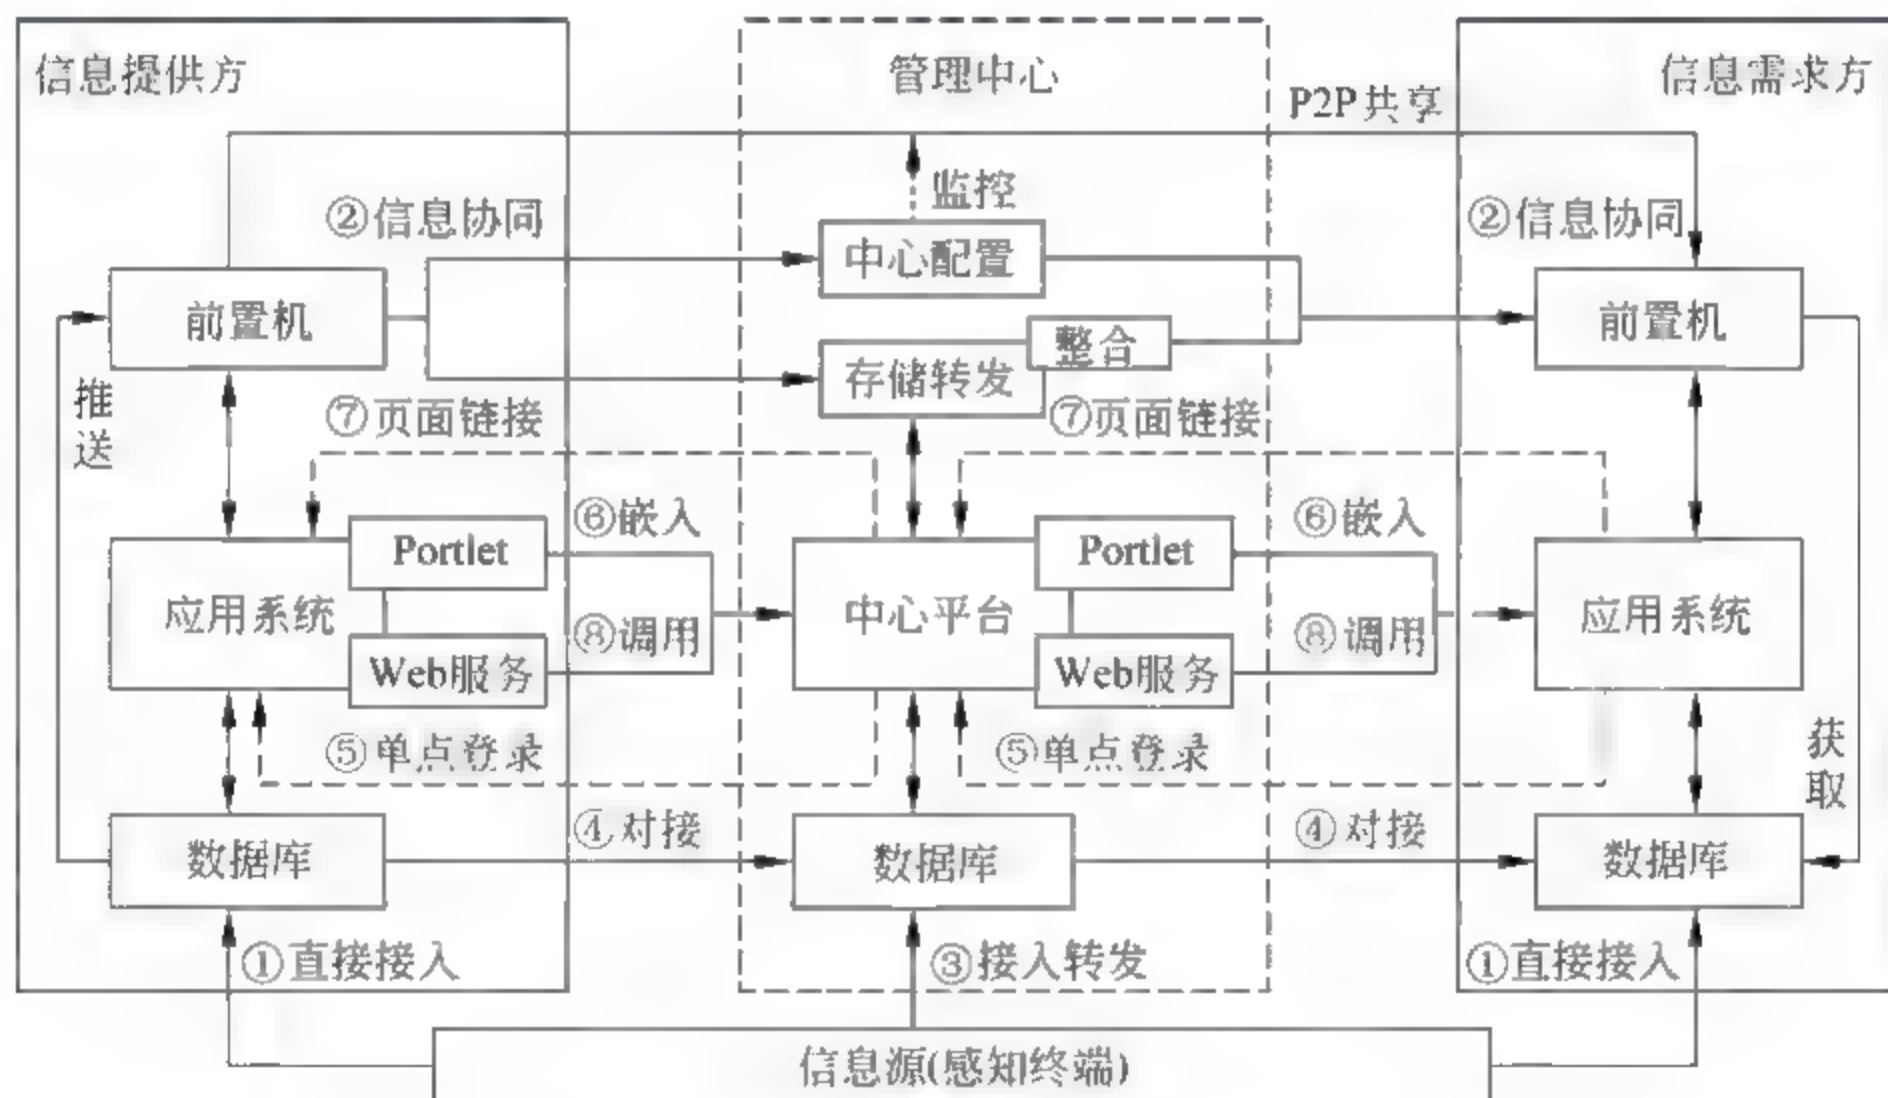 信息提供方
管理中心
信息需求方
P2P共享
监控
②信息协同
②信息协同
中心配置
前置机
整合
前置机
存储转发
推送
⑦页面链接
⑦页面链接
⑥嵌入
⑥嵌入
Portlet
Portlet
应用系统
⑧调用
中心平台
⑧调用
应用系统
Web服务
Web服务
⑤单点登录
⑤单点登录
获取
④对接
④对接
数据库
数据库
数据库
①直接接入
③接入转发
①直接接入
信息源(感知终端)